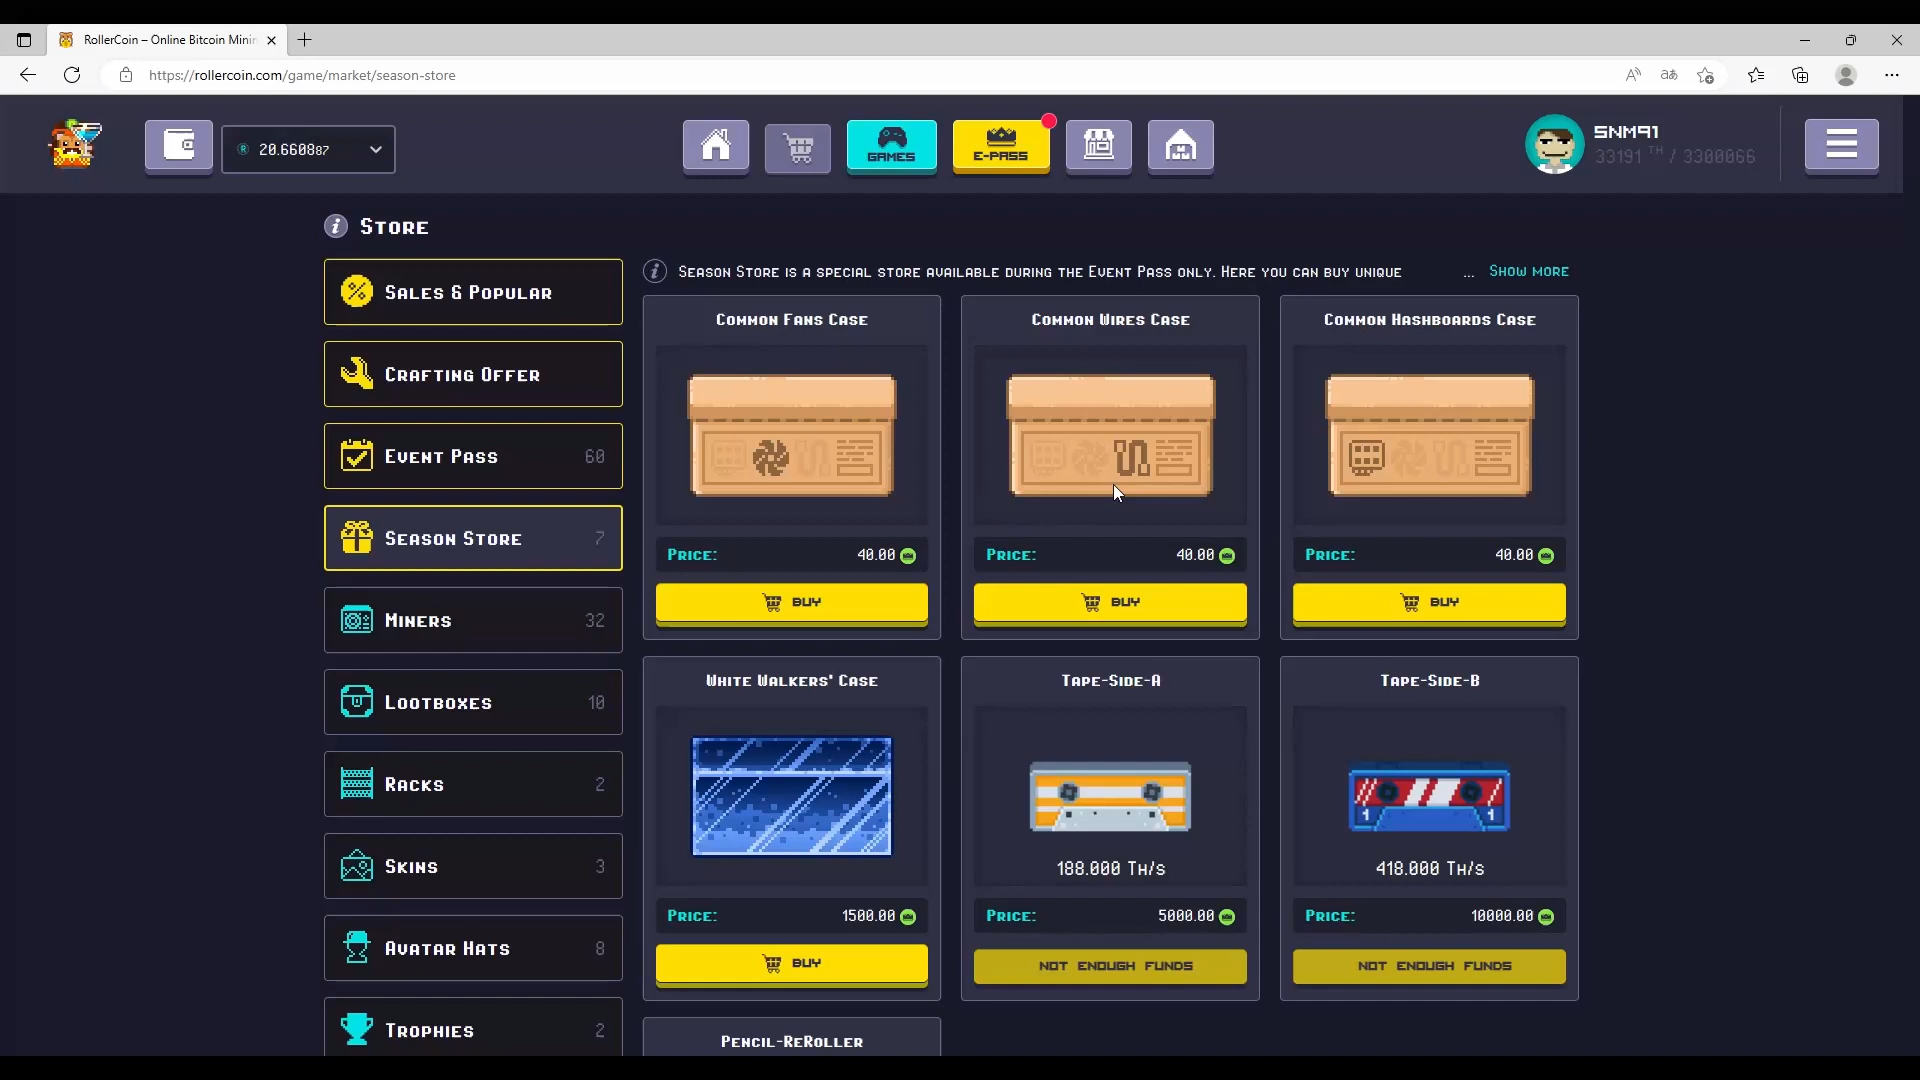 RollerCoin – Online Bitcoin Minin
https://rollercoin.com/game/market/season-store
20.660887
GAMES
E-PASS
SNM91
33191 TH / 3300066
Store
Sales & Popular
Crafting Offer
Event Pass 60
Season Store 7
Miners 32
Lootboxes 10
Racks 2
Skins 3
Avatar Hats 8
Trophies 2
Season Store is a special store available during the Event Pass only. Here you can buy unique ... Show more
Common Fans Case
Price: 40.00
BUY
Common Wires Case
Price: 40.00
BUY
Common Hashboards Case
Price: 40.00
BUY
White Walkers' Case
Price: 1500.00
BUY
Tape-Side-A
188.000 Th/s
Price: 5000.00
NOT ENOUGH FUNDS
Tape-Side-B
1 1
418.000 Th/s
Price: 10000.00
NOT ENOUGH FUNDS
Pencil-ReRoller